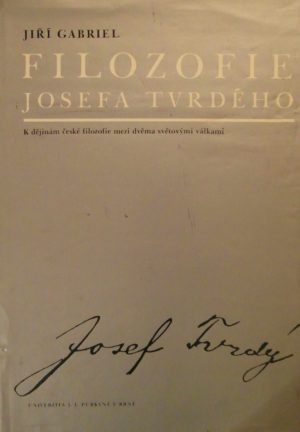 JIŘÍ GABRIEL
FILOZOFIE
JOSEFA TVRDÉHO
K dějinám české filozofie mezi dvěma světovými válkami
Josef Tvrdý
UNIVERZITA J. E. PURKYNĚ V BRNĚ